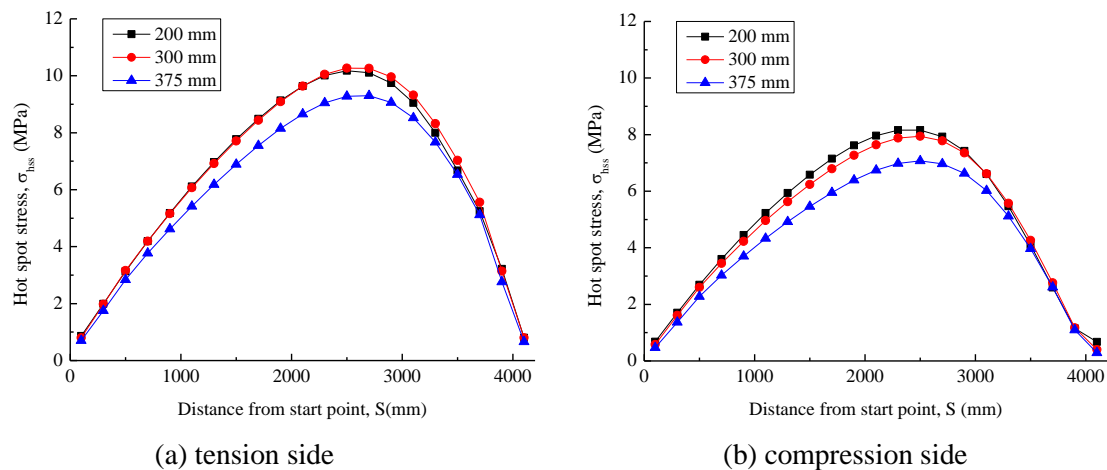 12
10
8
6
4
2
0
Hot spot stress, σhss (MPa)
200 mm
300 mm
375 mm
0 1000 2000 3000 4000
Distance from start point, S(mm)
(a) tension side
12
10
8
6
4
2
0
Hot spot stress, σhss (MPa)
200 mm
300 mm
375 mm
0 1000 2000 3000 4000
Distance from start point, S (mm)
(b) compression side